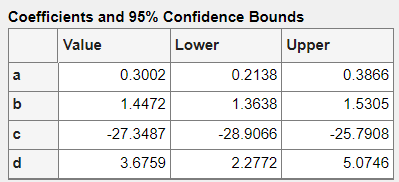 Coefficients and 95% Confidence Bounds
Value Lower Upper
a 0.3002 0.2138 0.3866
b 1.4472 1.3638 1.5305
c -27.3487 -28.9066 -25.7908
d 3.6759 2.2772 5.0746